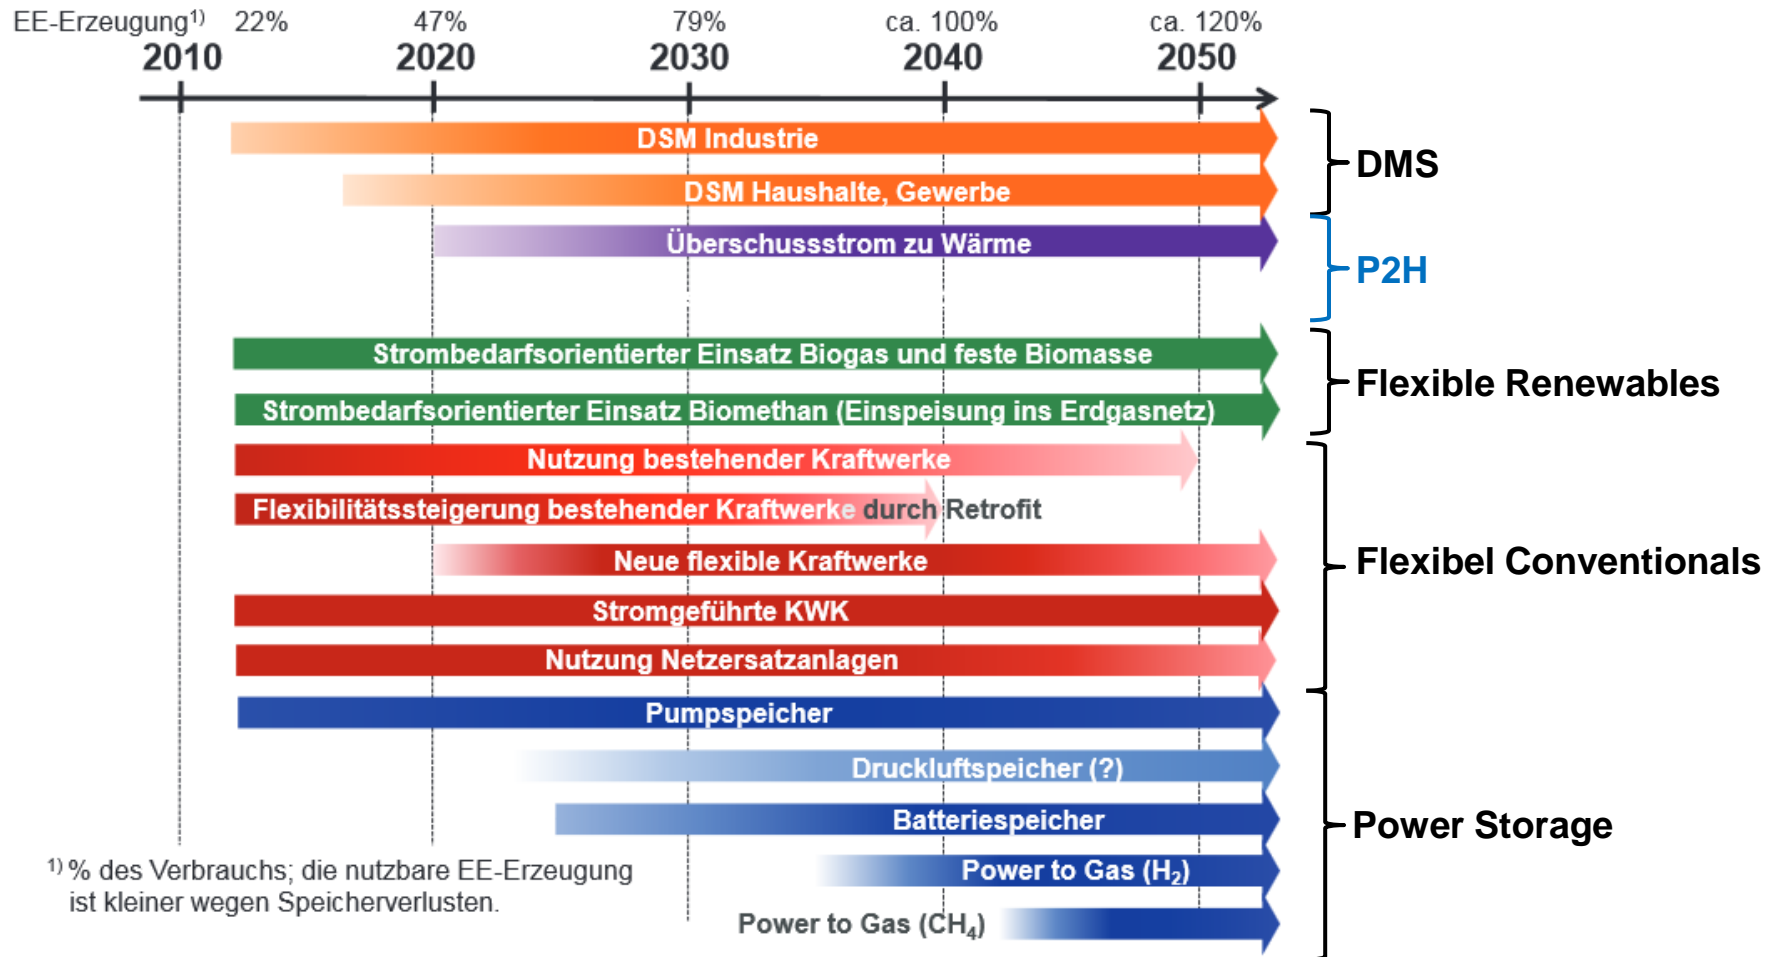 EE-Erzeugung¹⁾ 22% 47% 79% ca. 100% ca. 120%
2010 2020 2030 2040 2050
DSM Industrie
DSM Haushalte, Gewerbe
DMS
Überschussstrom zu Wärme
P2H
Strombedarfsorientierter Einsatz Biogas und feste Biomasse
Strombedarfsorientierter Einsatz Biomethan (Einspeisung ins Erdgasnetz)
Flexible Renewables
Nutzung bestehender Kraftwerke
Flexibilitätssteigerung bestehender Kraftwerke durch Retrofit
Neue flexible Kraftwerke
Stromgeführte KWK
Nutzung Netzersatzanlagen
Flexibel Conventionals
Pumpspeicher
Druckluftspeicher (?)
Batteriespeicher
Power to Gas (H₂)
Power to Gas (CH₄)
Power Storage
¹⁾ % des Verbrauchs; die nutzbare EE-Erzeugung
ist kleiner wegen Speicherverlusten.